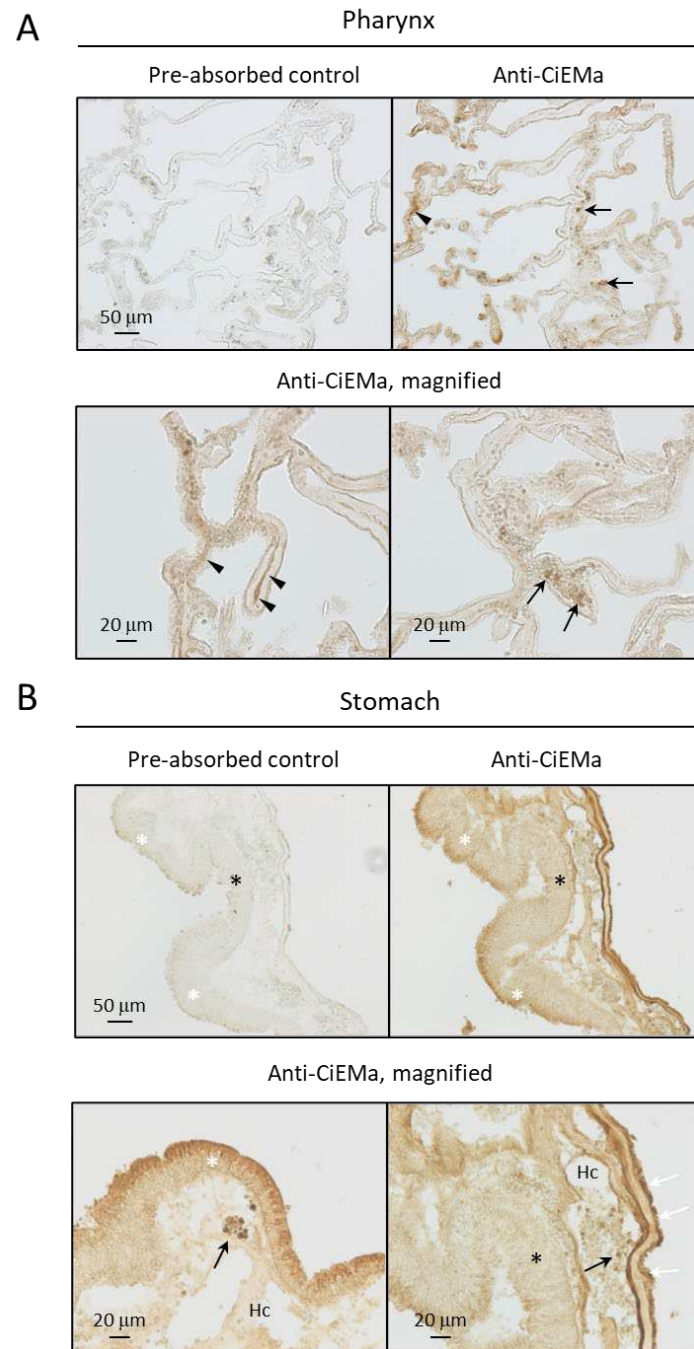 A
Pharynx
Pre-absorbed control Anti-CiEMa
50 μm
Anti-CiEMa, magnified
20 μm 20 μm
B
Stomach
Pre-absorbed control Anti-CiEMa
* * * *
* *
50 μm
Anti-CiEMa, magnified
* Hc
Hc *
20 μm 20 μm